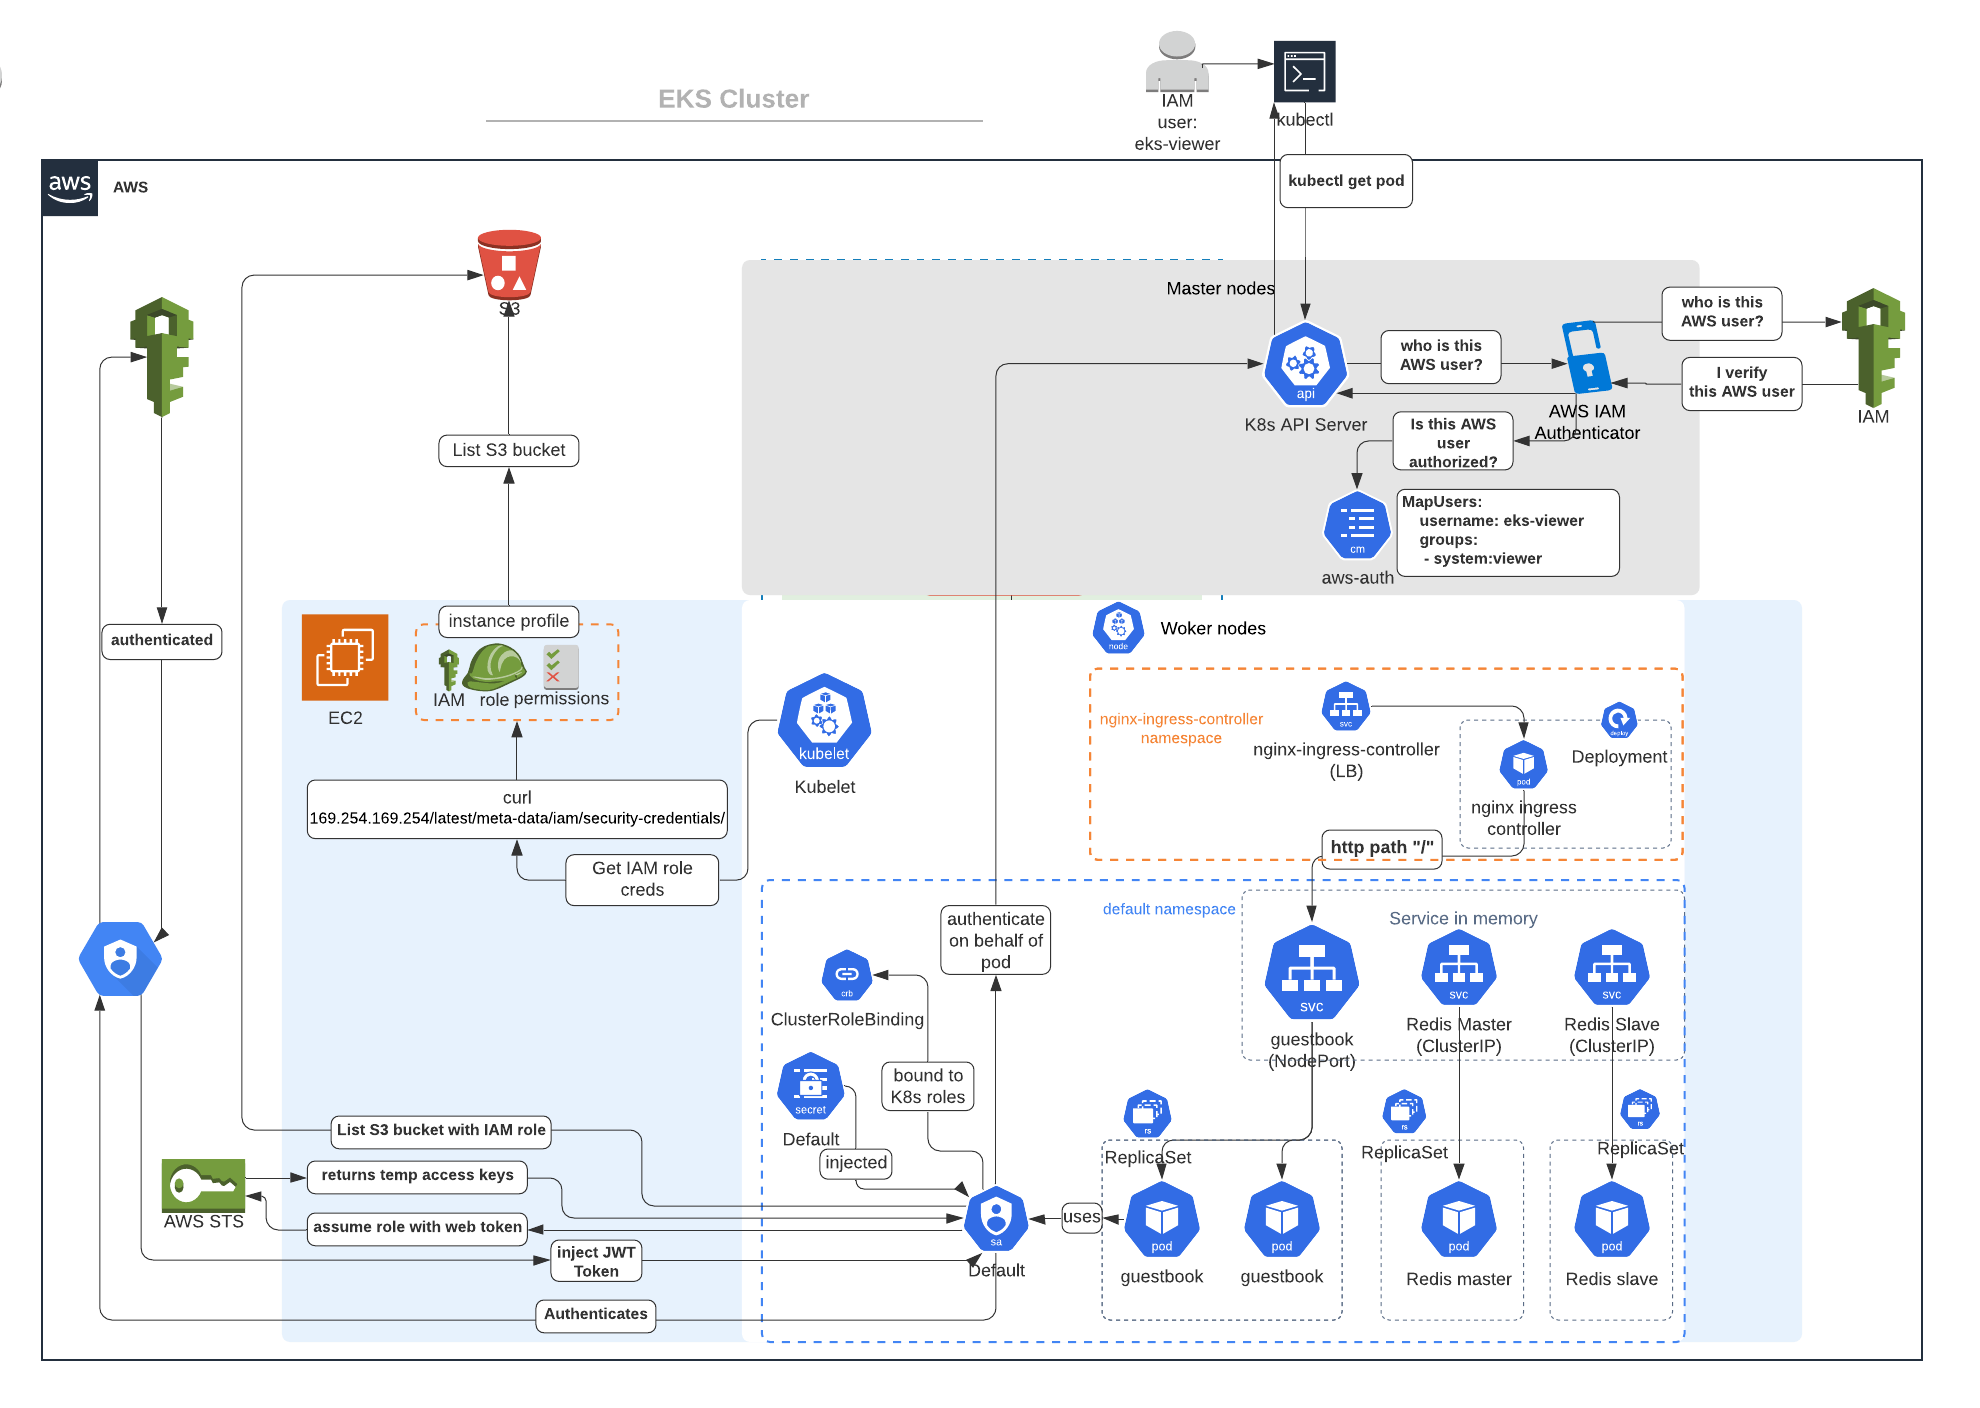 EKS Cluster
IAM
user:
eks-viewer
kubectl
aws
AWS
kubectl get pod
S3
Master nodes
who is this
AWS user?
who is this
AWS user?
I verify
this AWS user
api
K8s API Server
AWS IAM
Authenticator
IAM
Is this AWS
user
authorized?
List S3 bucket
MapUsers:
username: eks-viewer
groups:
- system:viewer
cm
aws-auth
authenticated
instance profile
IAM
role
permissions
EC2
node
Woker nodes
kubelet
Kubelet
nginx-ingress-controller
namespace
svc
nginx-ingress-controller
(LB)
deploy
Deployment
pod
nginx ingress
controller
curl
169.254.169.254/latest/meta-data/iam/security-credentials/
Get IAM role
creds
http path "/"
default namespace
authenticate
on behalf of
pod
Service in memory
svc
guestbook
(NodePort)
svc
Redis Master
(ClusterIP)
svc
Redis Slave
(ClusterIP)
crb
ClusterRoleBinding
secret
Default
bound to
K8s roles
injected
List S3 bucket with IAM role
returns temp access keys
AWS STS
assume role with web token
inject JWT
Token
Authenticates
sa
Default
uses
rs
ReplicaSet
rs
ReplicaSet
rs
ReplicaSet
pod
guestbook
pod
guestbook
pod
Redis master
pod
Redis slave